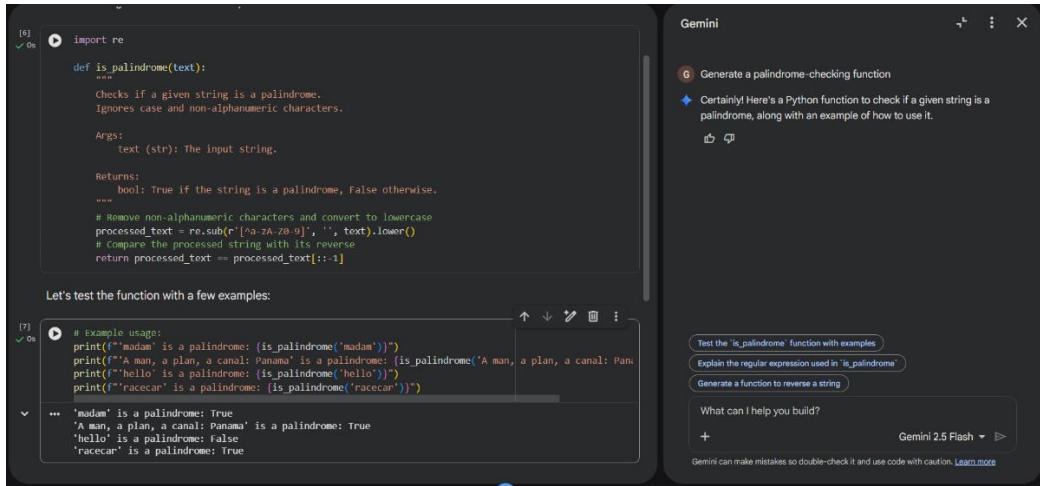 [6]
0s
import re
def is_palindrome(text):
"""
Checks if a given string is a palindrome.
Ignores case and non-alphanumeric characters.
Args:
text (str): The input string.
Returns:
bool: True if the string is a palindrome, False otherwise.
"""
# Remove non-alphanumeric characters and convert to lowercase
processed_text = re.sub(r'[^a-zA-Z0-9]', '', text).lower()
# Compare the processed string with its reverse
return processed_text == processed_text[::-1]
Let's test the function with a few examples:
[7]
0s
# Example usage:
print(f"'madam' is a palindrome: {is_palindrome('madam')}")
print(f"'A man, a plan, a canal: Panama' is a palindrome: {is_palindrome('A man, a plan, a canal: Pana
print(f"'hello' is a palindrome: {is_palindrome('hello')}")
print(f"'racecar' is a palindrome: {is_palindrome('racecar')}")
'madam' is a palindrome: True
'A man, a plan, a canal: Panama' is a palindrome: True
'hello' is a palindrome: False
'racecar' is a palindrome: True
Gemini
G Generate a palindrome-checking function
Certainly! Here's a Python function to check if a given string is a
palindrome, along with an example of how to use it.
Test the `is_palindrome` function with examples
Explain the regular expression used in `is_palindrome`
Generate a function to reverse a string
What can I help you build?
Gemini 2.5 Flash
Gemini can make mistakes so double-check it and use code with caution. Learn more